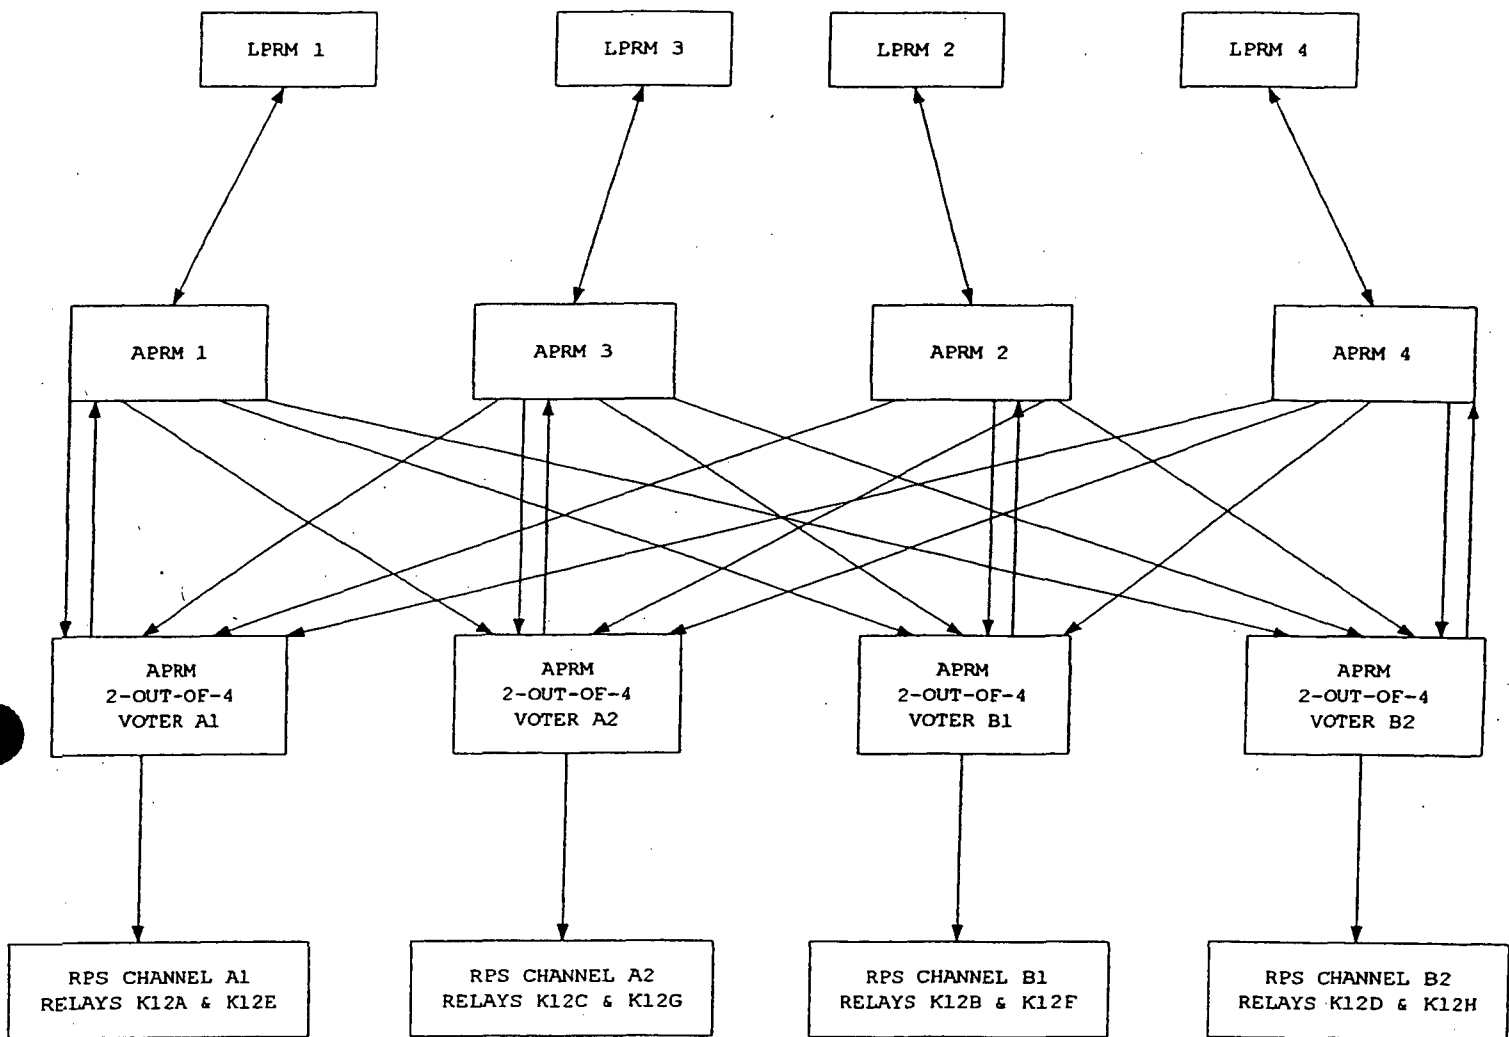 LPRM 1
LPRM 3
LPRM 2
LPRM 4
APRM 1
APRM 3
APRM 2
APRM 4
APRM
2-OUT-OF-4
VOTER A1
APRM
2-OUT-OF-4
VOTER A2
APRM
2-OUT-OF-4
VOTER B1
APRM
2-OUT-OF-4
VOTER B2
RPS CHANNEL A1
RELAYS K12A & K12E
RPS CHANNEL A2
RELAYS K12C & K12G
RPS CHANNEL B1
RELAYS K12B & K12F
RPS CHANNEL B2
RELAYS K12D & K12H